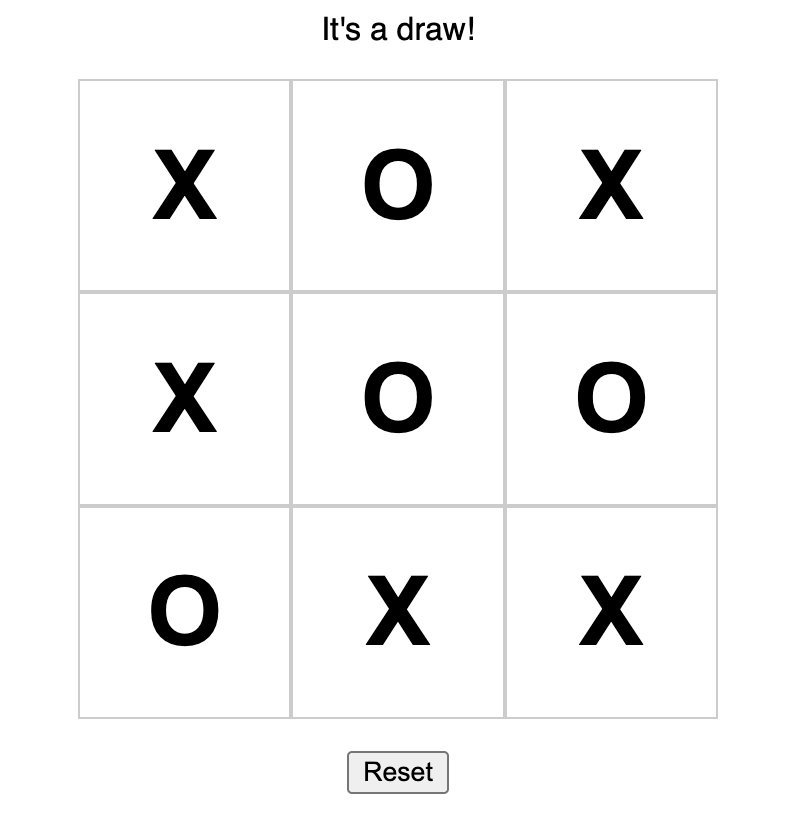 It's a draw!
X O X
X O O
O X X
Reset